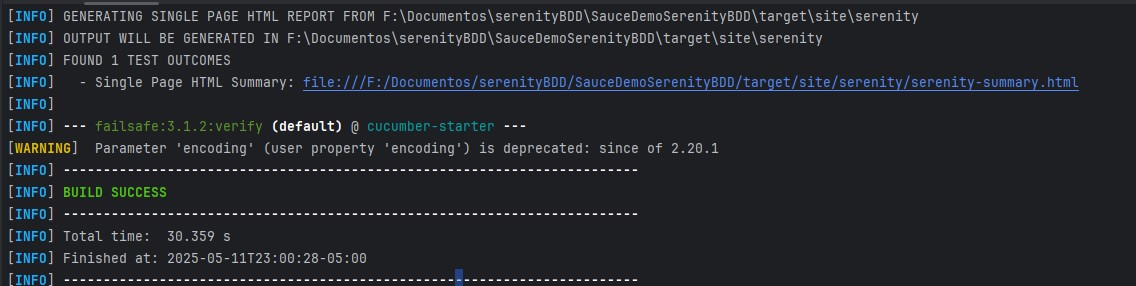 [INFO] GENERATING SINGLE PAGE HTML REPORT FROM F:\Documentos\serenityBDD\SauceDemoSerenityBDD\target\site\serenity
[INFO] OUTPUT WILL BE GENERATED IN F:\Documentos\serenityBDD\SauceDemoSerenityBDD\target\site\serenity
[INFO] FOUND 1 TEST OUTCOMES
[INFO]   - Single Page HTML Summary: file:///F:/Documentos/serenityBDD/SauceDemoSerenityBDD/target/site/serenity/serenity-summary.html
[INFO]
[INFO] --- failsafe:3.1.2:verify (default) @ cucumber-starter ---
[WARNING]  Parameter 'encoding' (user property 'encoding') is deprecated: since of 2.20.1
[INFO] ------------------------------------------------------------------------
[INFO] BUILD SUCCESS
[INFO] ------------------------------------------------------------------------
[INFO] Total time:  30.359 s
[INFO] Finished at: 2025-05-11T23:00:28-05:00
[INFO] ------------------------------------------------------------------------